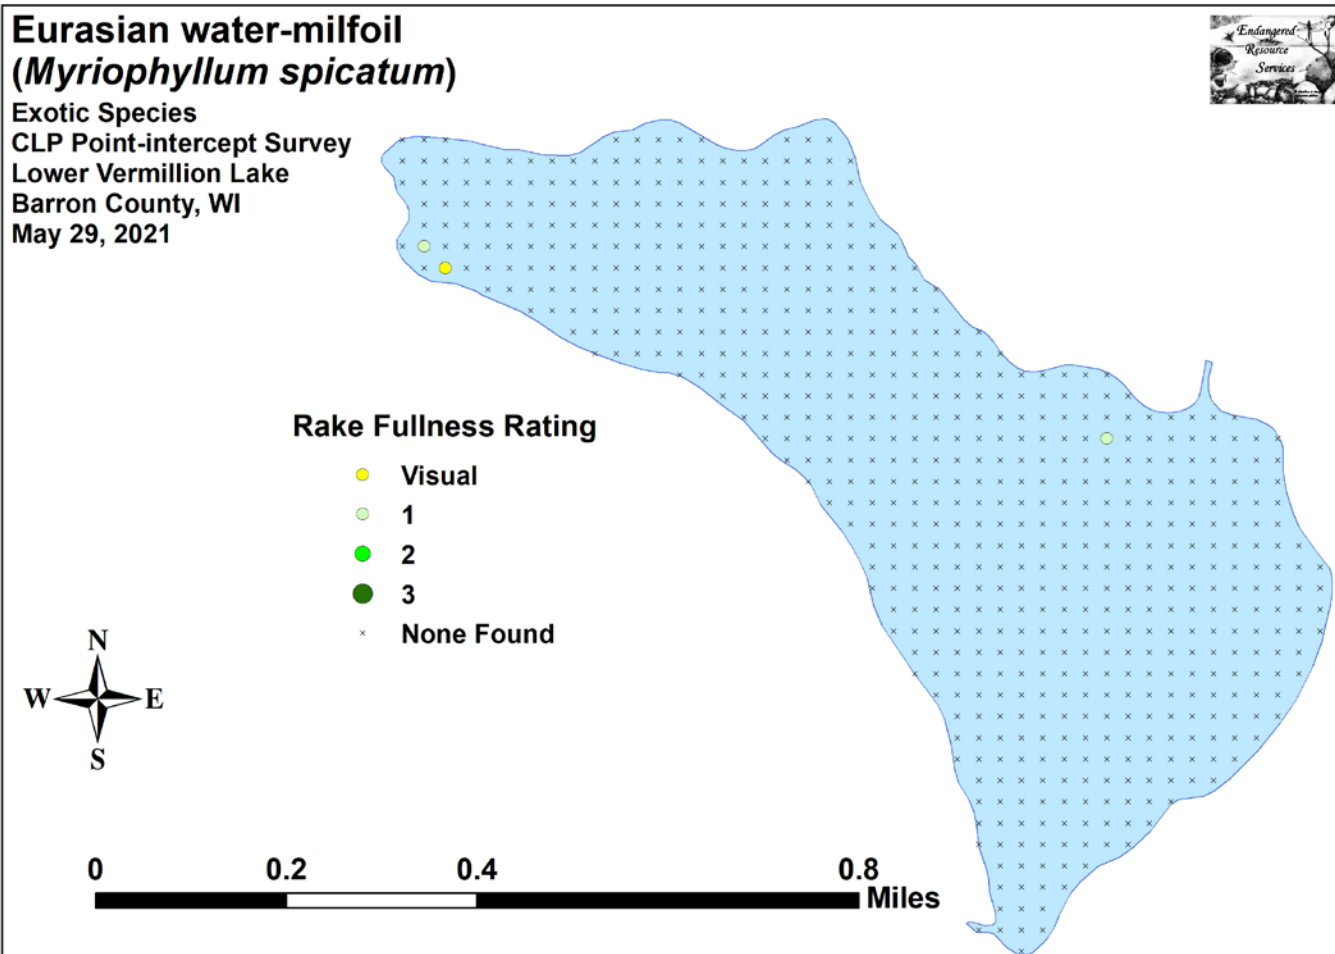 Eurasian water-milfoil
(Myriophyllum spicatum)
Exotic Species
CLP Point-intercept Survey
Lower Vermillion Lake
Barron County, WI
May 29, 2021
Endangered
Resource
Services
Rake Fullness Rating
Visual
1
2
3
None Found
N
W E
S
0 0.2 0.4 0.8
Miles